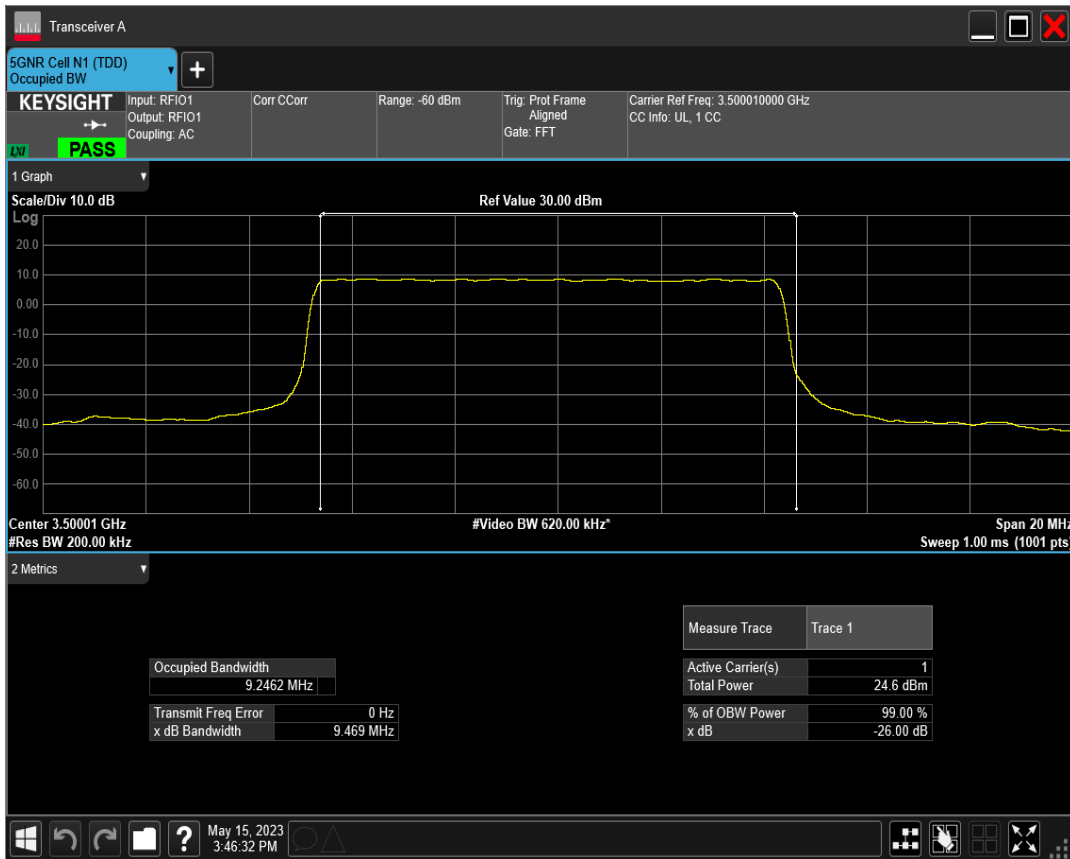 Transceiver A
5GNR Cell N1 (TDD)
Occupied BW
KEYSIGHT
LXI
PASS
Input: RFIO1
Output: RFIO1
Coupling: AC
Corr CCorr
Range: -60 dBm
Trig: Prot Frame
Aligned
Gate: FFT
Carrier Ref Freq: 3.500010000 GHz
CC Info: UL, 1 CC
1 Graph
Scale/Div 10.0 dB
Ref Value 30.00 dBm
Log
20.0
10.0
0.00
-10.0
-20.0
-30.0
-40.0
-50.0
-60.0
Center 3.50001 GHz
#Video BW 620.00 kHz*
Span 20 MHz
#Res BW 200.00 kHz
Sweep 1.00 ms (1001 pts)
2 Metrics
Measure Trace Trace 1
Occupied Bandwidth
9.2462 MHz
Active Carrier(s) 1
Total Power 24.6 dBm
Transmit Freq Error 0 Hz
x dB Bandwidth 9.469 MHz
% of OBW Power 99.00 %
x dB -26.00 dB
May 15, 2023
3:46:32 PM